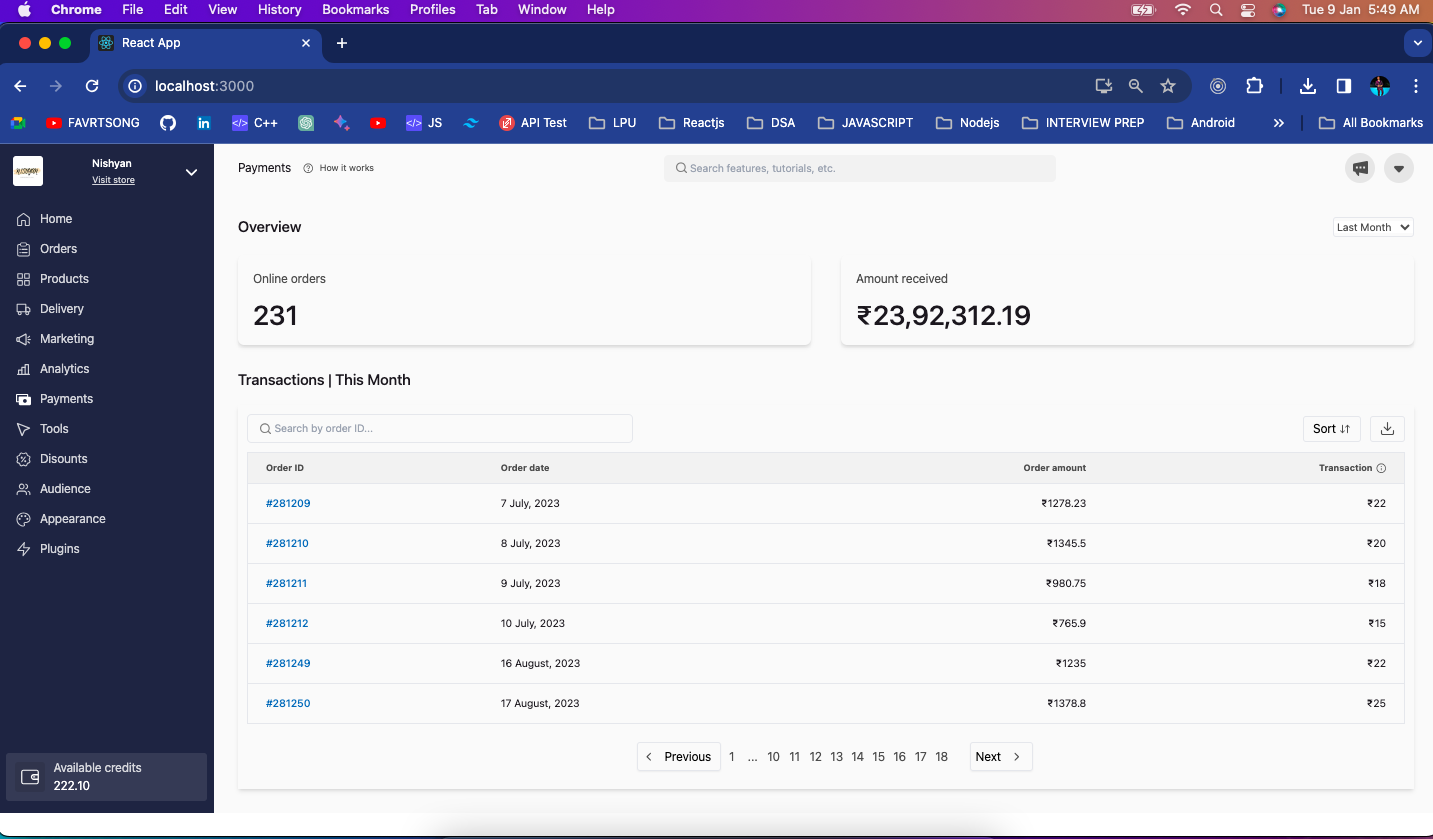 Chrome File Edit View History Bookmarks Profiles Tab Window Help Tue 9 Jan 5:49 AM
React App
localhost:3000
FAVRTSONG C++ JS API Test LPU Reactjs DSA JAVASCRIPT Nodejs INTERVIEW PREP Android All Bookmarks
Nishyan
Visit store
Home
Orders
Products
Delivery
Marketing
Analytics
Payments
Tools
Disounts
Audience
Appearance
Plugins
Available credits
222.10
Payments How it works Search features, tutorials, etc.
Overview Last Month
Online orders
231
Amount received
₹23,92,312.19
Transactions | This Month
Search by order ID... Sort
Order ID Order date Order amount Transaction
#281209 7 July, 2023 ₹1278.23 ₹22
#281210 8 July, 2023 ₹1345.5 ₹20
#281211 9 July, 2023 ₹980.75 ₹18
#281212 10 July, 2023 ₹765.9 ₹15
#281249 16 August, 2023 ₹1235 ₹22
#281250 17 August, 2023 ₹1378.8 ₹25
Previous 1 ... 10 11 12 13 14 15 16 17 18 Next